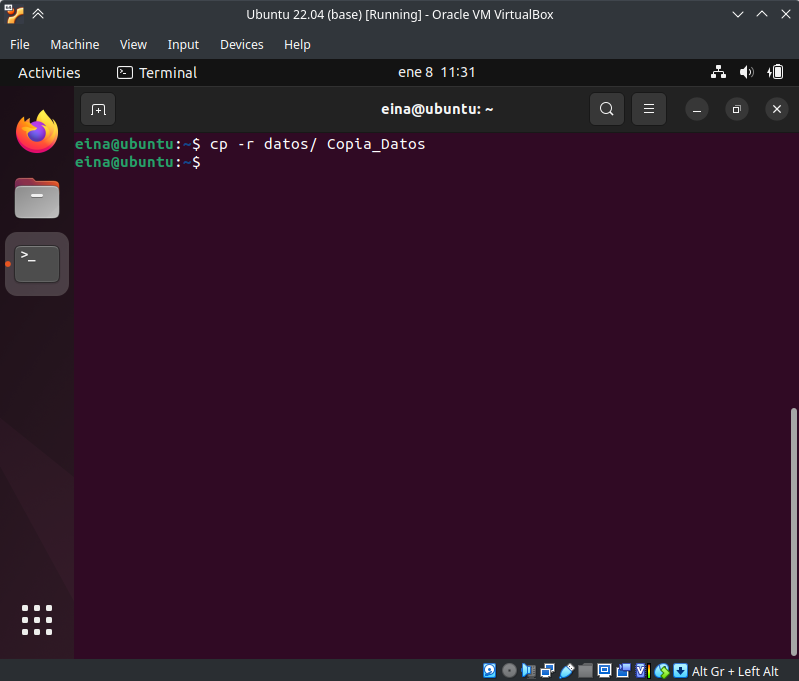 Ubuntu 22.04 (base) [Running] - Oracle VM VirtualBox
File Machine View Input Devices Help
Activities Terminal ene 8 11:31
eina@ubuntu: ~
eina@ubuntu:~$ cp -r datos/ Copia_Datos
eina@ubuntu:~$
>_
Alt Gr + Left Alt